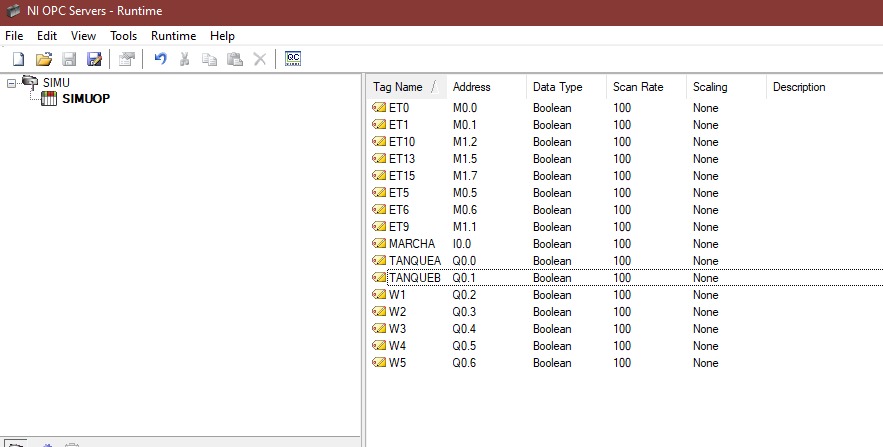 NI OPC Servers - Runtime
File Edit View Tools Runtime Help
QC
SIMU
SIMUOP
Tag Name / Address Data Type Scan Rate Scaling Description
ET0 M0.0 Boolean 100 None
ET1 M0.1 Boolean 100 None
ET10 M1.2 Boolean 100 None
ET13 M1.5 Boolean 100 None
ET15 M1.7 Boolean 100 None
ET5 M0.5 Boolean 100 None
ET6 M0.6 Boolean 100 None
ET9 M1.1 Boolean 100 None
MARCHA I0.0 Boolean 100 None
TANQUEA Q0.0 Boolean 100 None
TANQUEB Q0.1 Boolean 100 None
W1 Q0.2 Boolean 100 None
W2 Q0.3 Boolean 100 None
W3 Q0.4 Boolean 100 None
W4 Q0.5 Boolean 100 None
W5 Q0.6 Boolean 100 None